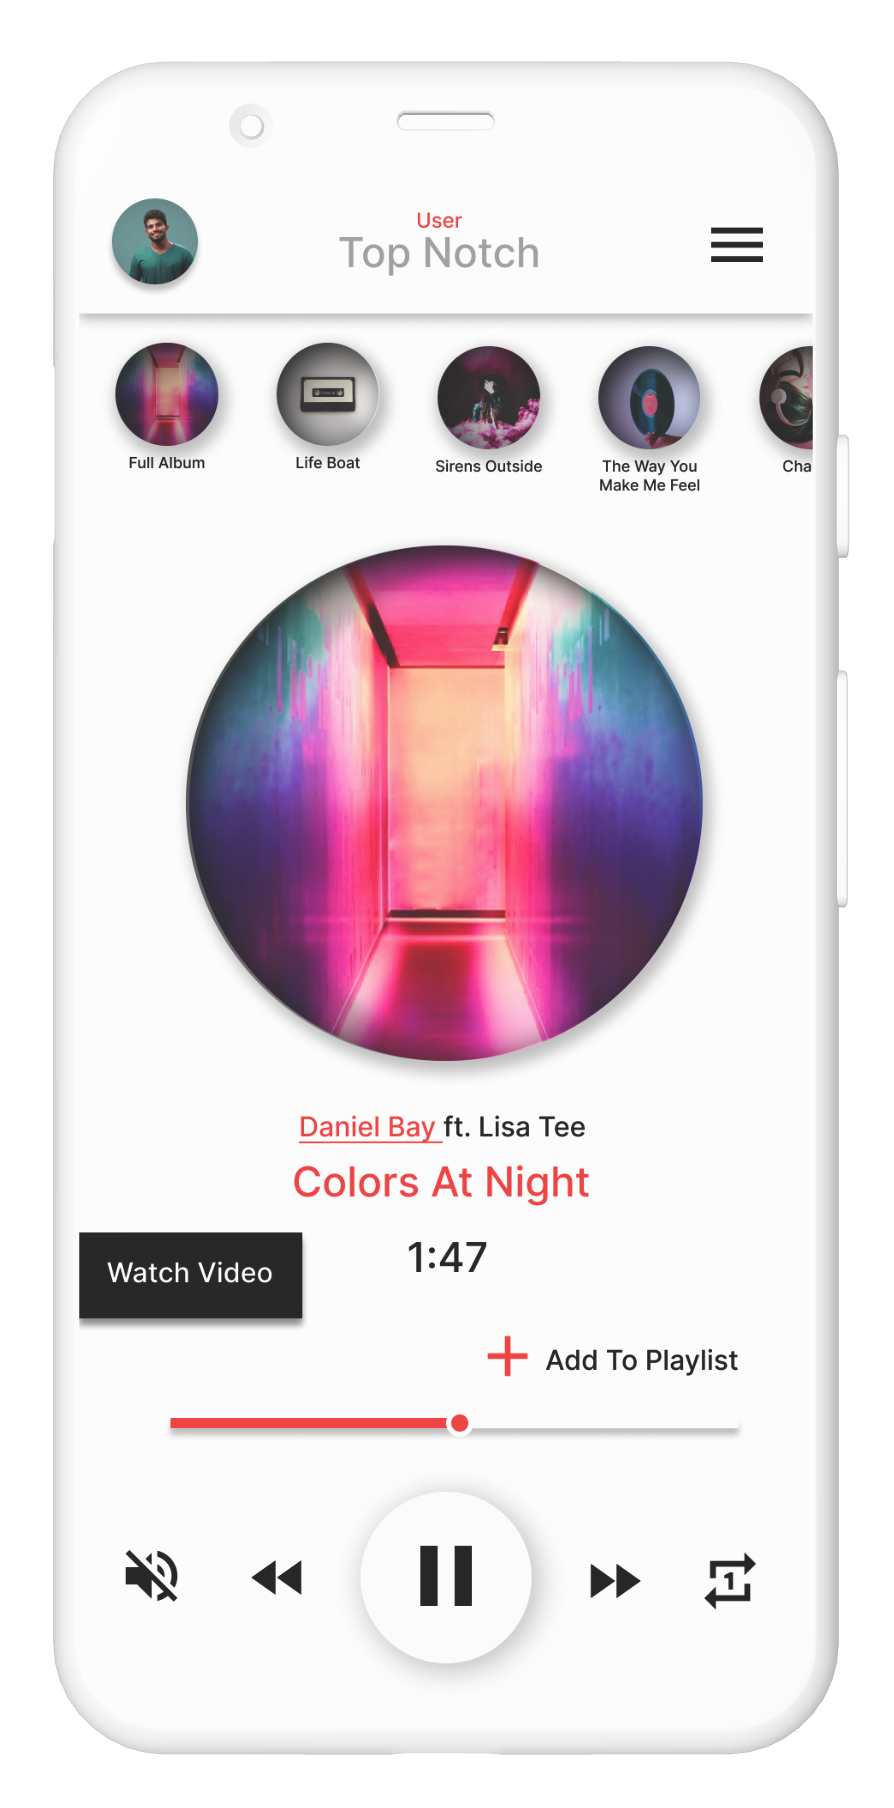 User
Top Notch
Full Album
Life Boat
Sirens Outside
The Way You
Make Me Feel
Cha
Daniel Bay ft. Lisa Tee
Colors At Night
1:47
Watch Video
Add To Playlist
1